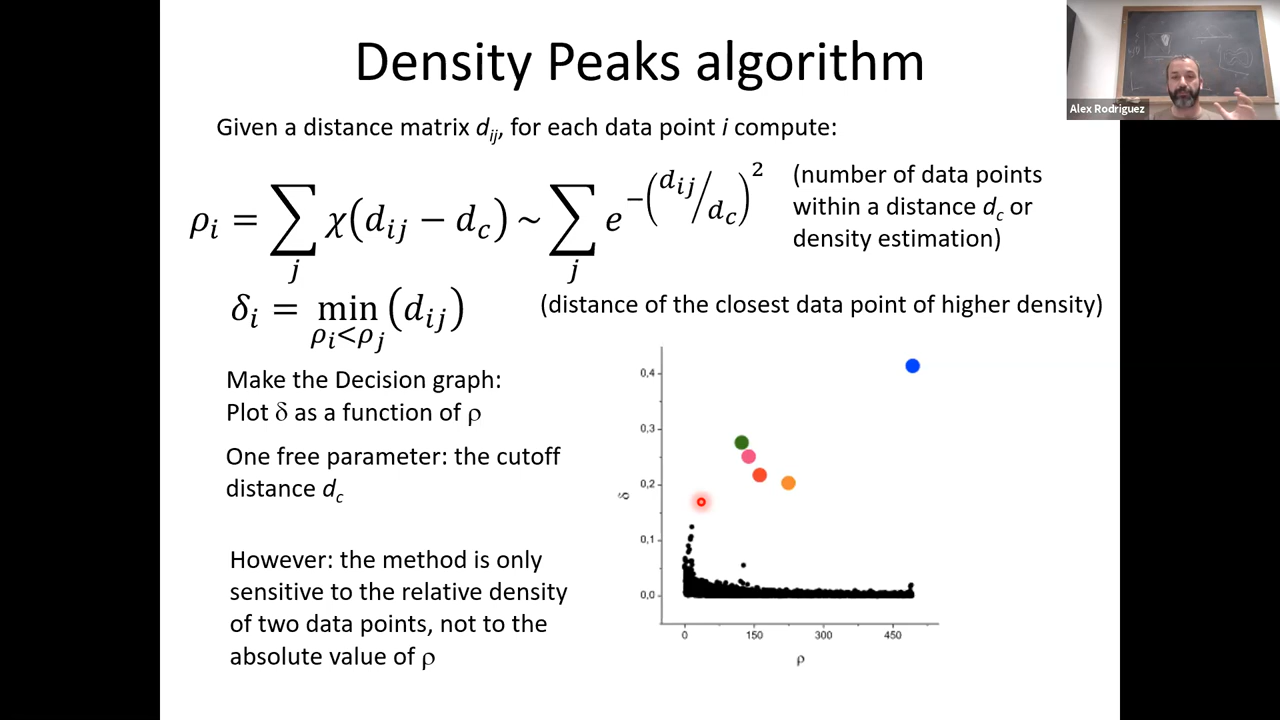 Density Peaks algorithm
Alex Rodriguez
Given a distance matrix dij, for each data point i compute:
ρi = ∑j χ(dij − dc) ~ ∑j e^−(dij/dc)^2
(number of data points
within a distance dc or
density estimation)
δi = min ρi<ρj (dij)
(distance of the closest data point of higher density)
Make the Decision graph:
Plot δ as a function of ρ
One free parameter: the cutoff
distance dc
However: the method is only
sensitive to the relative density
of two data points, not to the
absolute value of ρ
0,4
0,3
0,2
0,1
0,0
δ
0 150 300 450
ρ